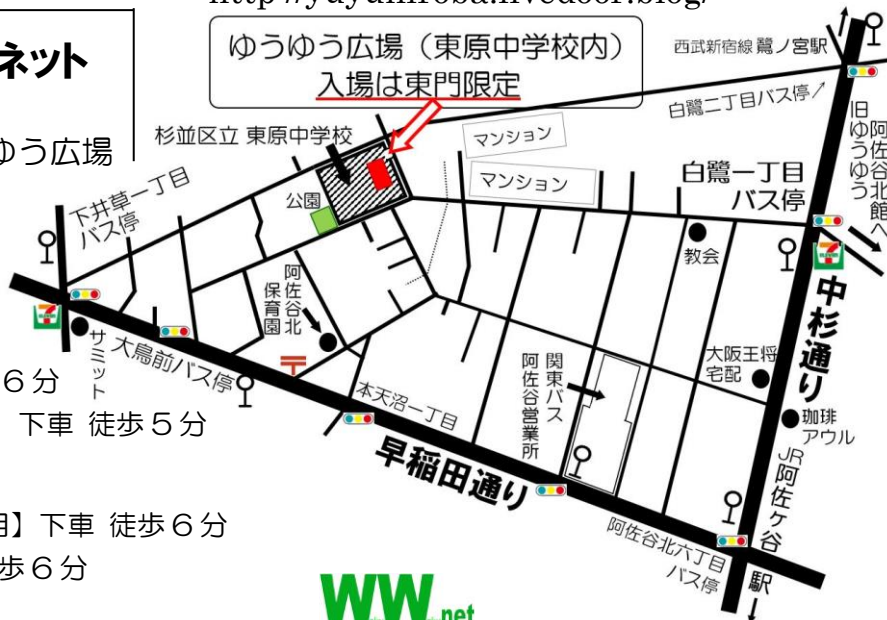 http://yuyuhiroba.livedoor.blog/
ネット
ゆう広場
ゆうゆう広場（東原中学校内）
入場は東門限定
西武新宿線 鷺ノ宮駅
白鷺二丁目バス停↗
旧ゆうゆう
阿佐谷北館へ
杉並区立 東原中学校
マンション
マンション
白鷺一丁目
バス停
公園
下井草一丁目
バス停
教会
阿佐谷北
保育園
サミット
大鳥前バス停
本天沼一丁目
関東バス
阿佐谷営業所
大阪王将
宅配
中杉通り
珈琲
アウル
早稲田通り
JR阿佐ヶ谷駅
阿佐谷北六丁目
バス停
６分
下車 徒歩５分
】下車 徒歩６分
歩６分
WW.net